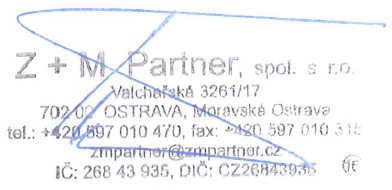 Z + M Partner, spol. s r.o.
Valchařská 3261/17
702 00 OSTRAVA, Moravská Ostrava
tel.: +420 597 010 470, fax: +420 597 010 315
zmpartner@zmpartner.cz
IČ: 268 43 935, DIČ: CZ26843935